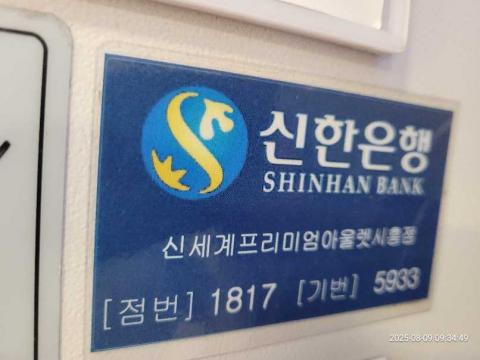 신한은행
SHINHAN BANK
신세계프리미엄아울렛시흥점
[점번] 1817 [기번] 5933
2025-08-09 09:34:49